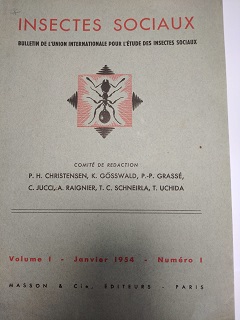 INSECTES SOCIAUX
BULLETIN DE L'UNION INTERNATIONALE POUR L'ÉTUDE DES INSECTES SOCIAUX
COMITÉ DE REDACTION
P. H. CHRISTENSEN, K. GÖSSWALD, P.-P. GRASSÉ,
C. JUCCI, A. RAIGNIER, T. C. SCHNEIRLA, T. UCHIDA
Volume I - Janvier 1954 - Numéro 1
MASSON & Cie, ÉDITEURS - PARIS